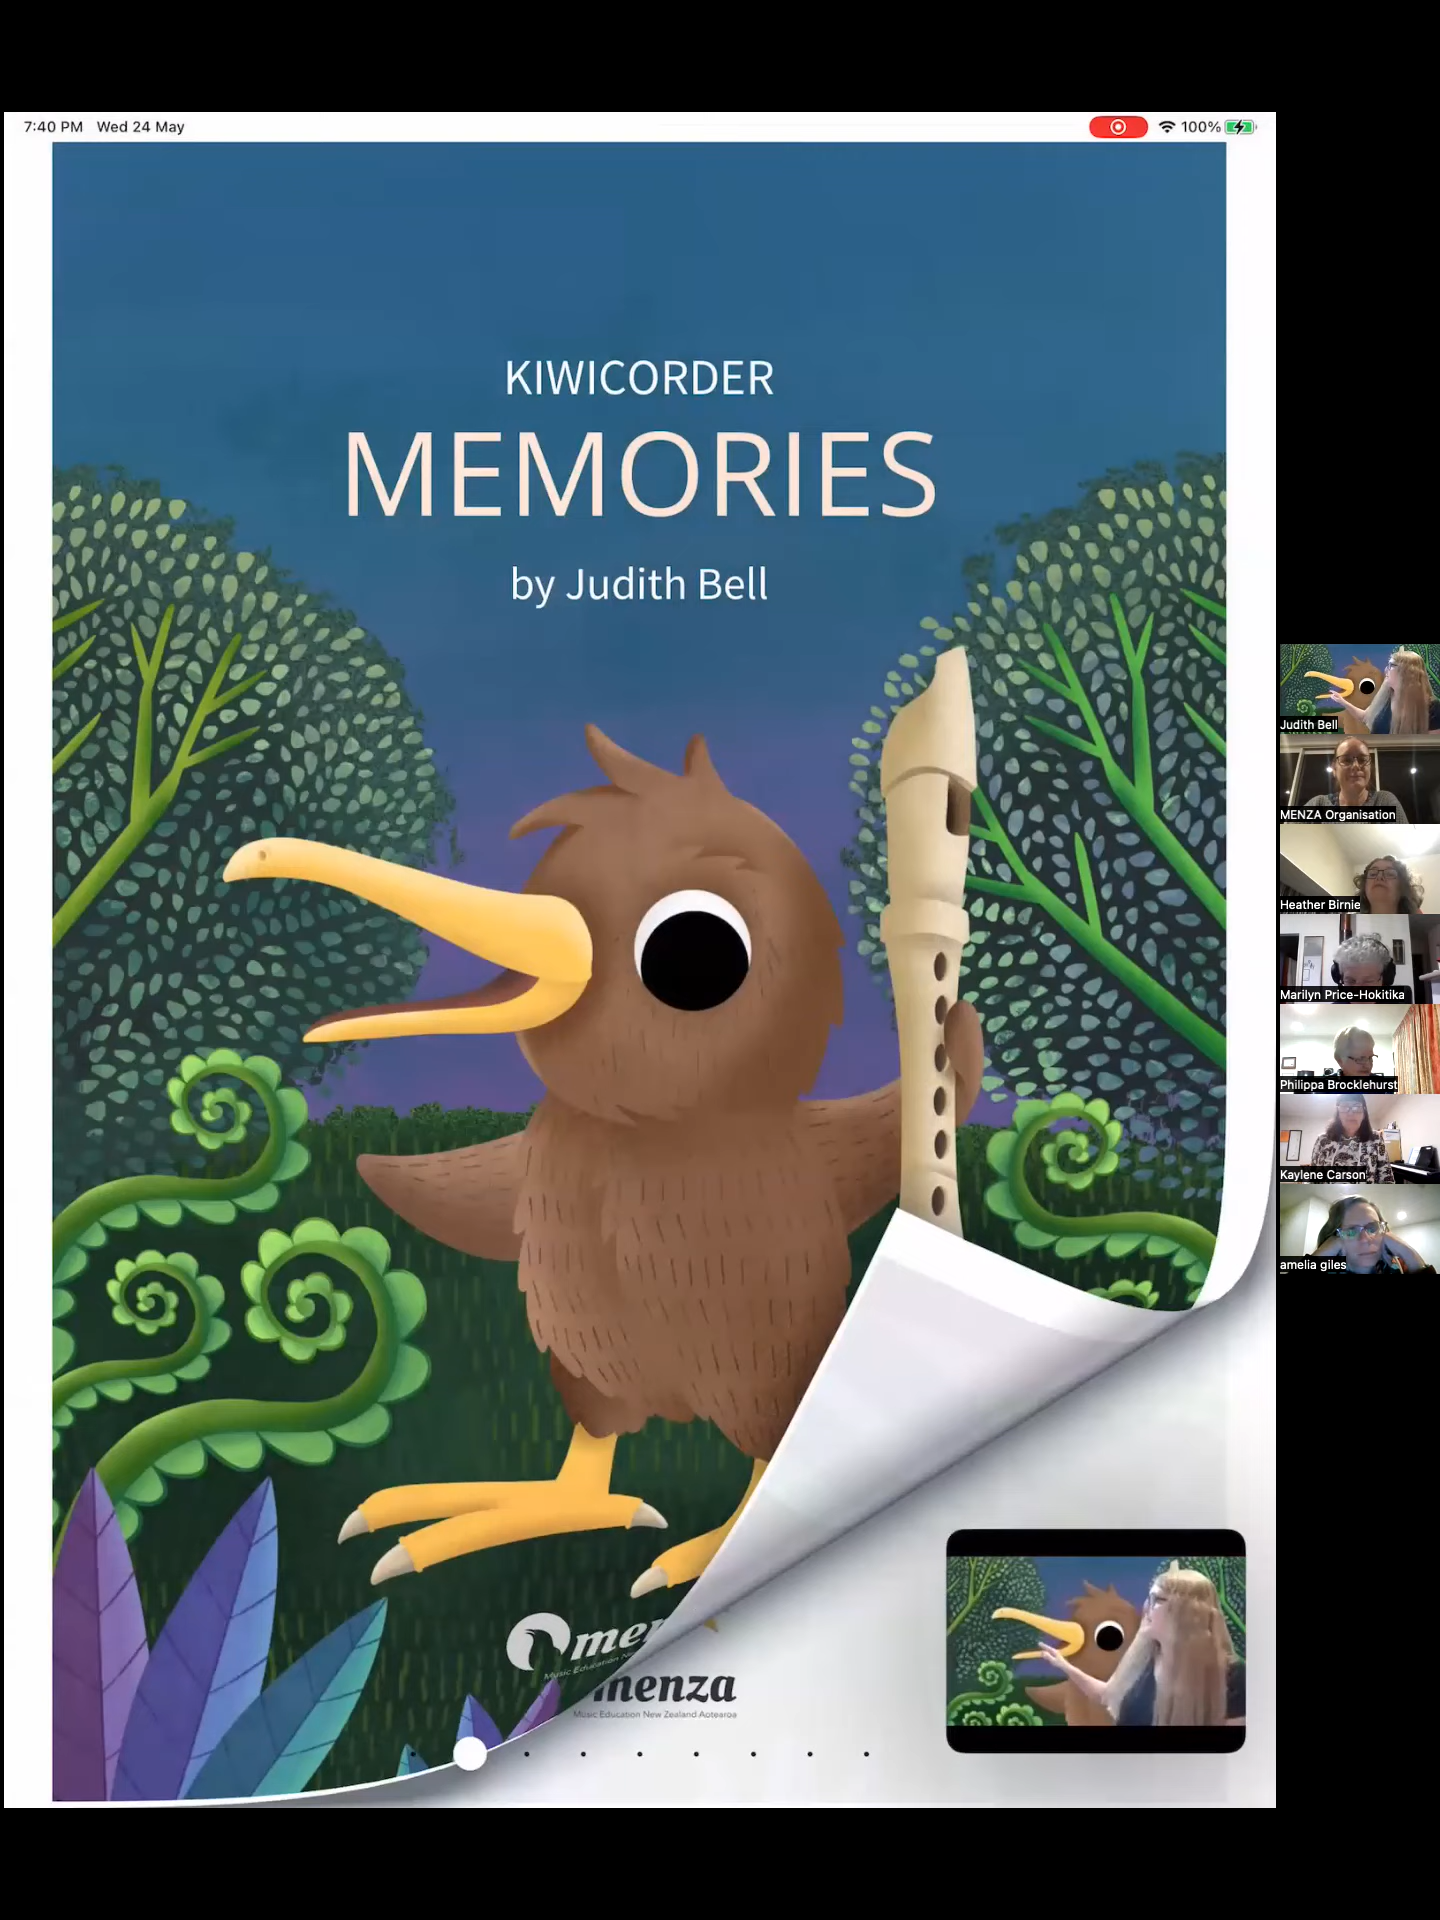 7:40 PM Wed 24 May
100%
KIWICORDER
MEMORIES
by Judith Bell
menza
Music Education New Zealand Aotearoa
Judith Bell
MENZA Organisation
Heather Birnie
Marilyn Price-Hokitika
Philippa Brocklehurst
Kaylene Carson
amelia giles